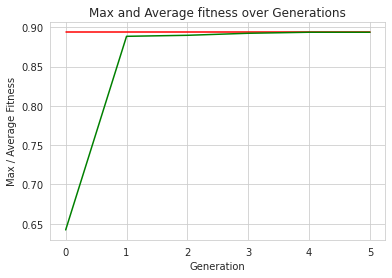 Max and Average fitness over Generations
Max / Average Fitness
0.90
0.85
0.80
0.75
0.70
0.65
0 1 2 3 4 5
Generation